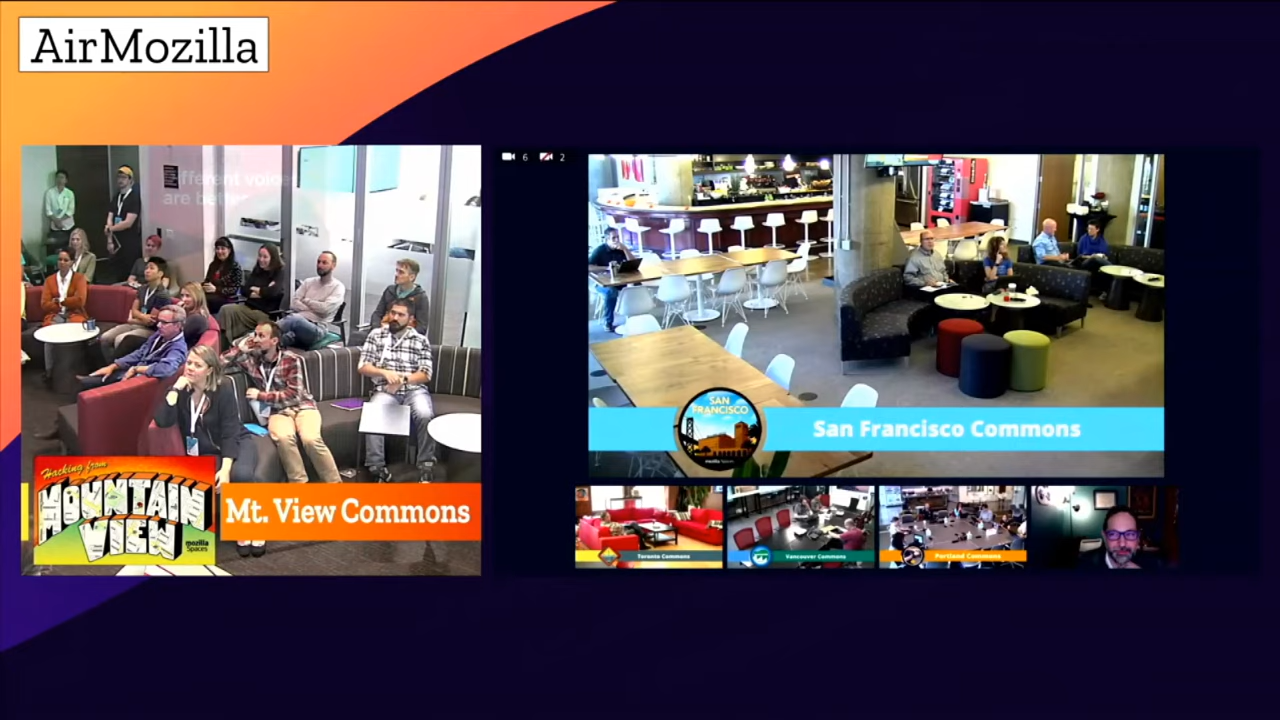 AirMozilla
6 2
different voices
are better
SAN
FRANCISCO
mozilla
San Francisco Commons
Hacking from
MOUNTAIN
VIEW
mozilla
Spaces
Mt. View Commons
Toronto Commons
Vancouver Commons
Portland Commons